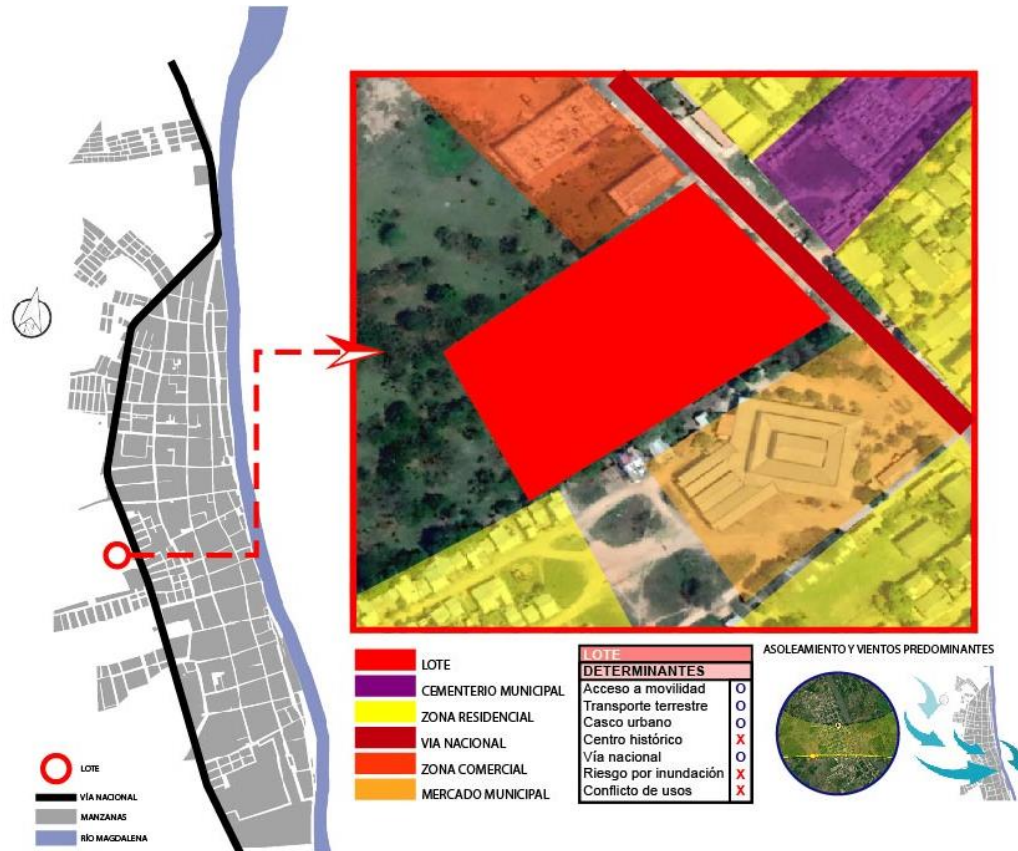 LOTE
VÍA NACIONAL
MANZANAS
RÍO MAGDALENA
LOTE
CEMENTERIO MUNICIPAL
ZONA RESIDENCIAL
VIA NACIONAL
ZONA COMERCIAL
MERCADO MUNICIPAL
LOTE
DETERMINANTES
Acceso a movilidad O
Transporte terrestre O
Casco urbano O
Centro histórico X
Vía nacional O
Riesgo por inundación X
Conflicto de usos X
ASOLEAMIENTO Y VIENTOS PREDOMINANTES